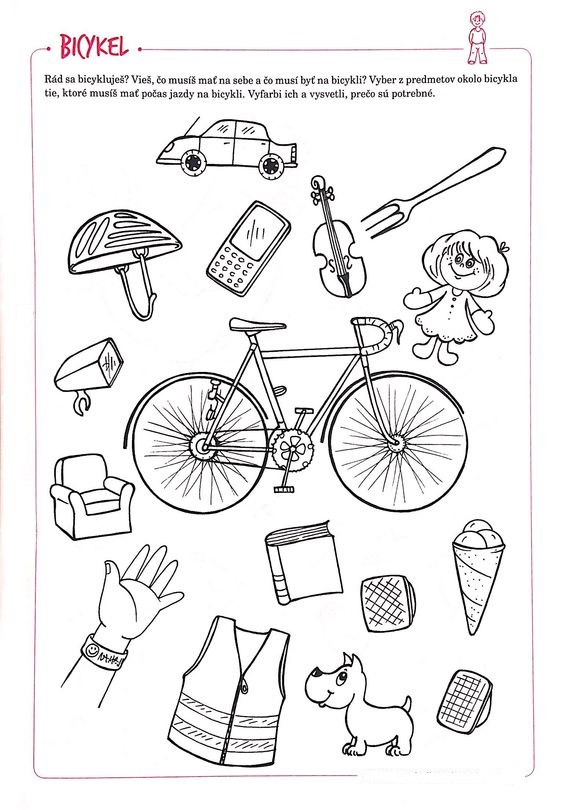 BICYKEL
Rád sa bicykluješ? Vieš, čo musíš mať na sebe a čo musí byť na bicykli? Vyber z predmetov okolo bicykla
tie, ktoré musíš mať počas jazdy na bicykli. Vyfarbi ich a vysvetli, prečo sú potrebné.